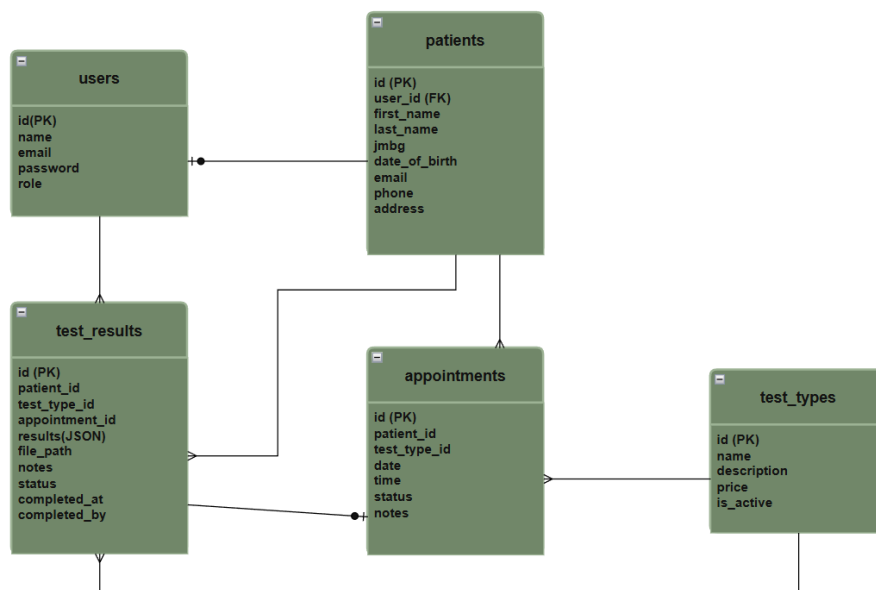 users
id(PK)
name
email
password
role
patients
id (PK)
user_id (FK)
first_name
last_name
jmbg
date_of_birth
email
phone
address
test_results
id (PK)
patient_id
test_type_id
appointment_id
results(JSON)
file_path
notes
status
completed_at
completed_by
appointments
id (PK)
patient_id
test_type_id
date
time
status
notes
test_types
id (PK)
name
description
price
is_active